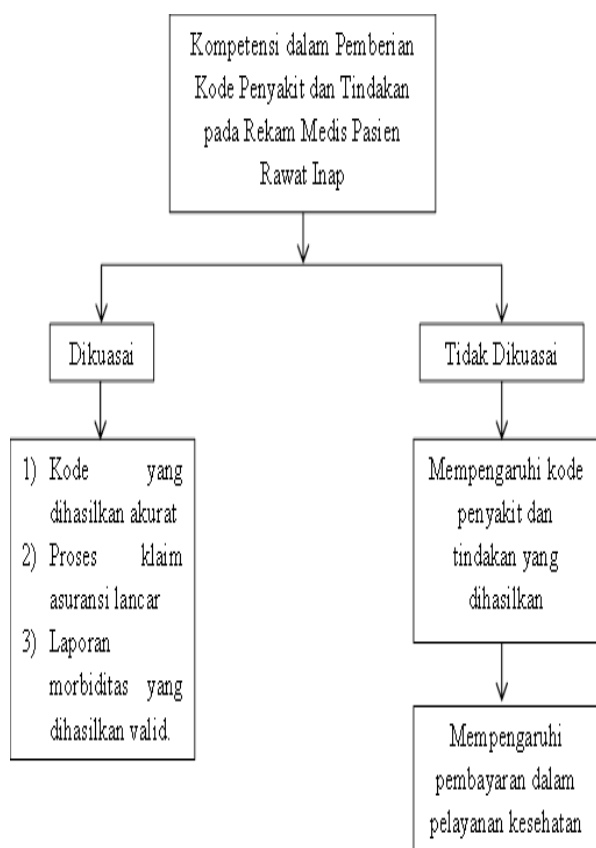 Kompetensi dalam Pemberian
Kode Penyakit dan Tindakan
pada Rekam Medis Pasien
Rawat Inap
Dikuasai
Tidak Dikuasai
1) Kode yang
dihasilkan akurat
2) Proses klaim
asuransi lancar
3) Laporan
morbiditas yang
dihasilkan valid.
Mempengaruhi kode
penyakit dan
tindakan yang
dihasilkan
Mempengaruhi
pembayaran dalam
pelayanan kesehatan